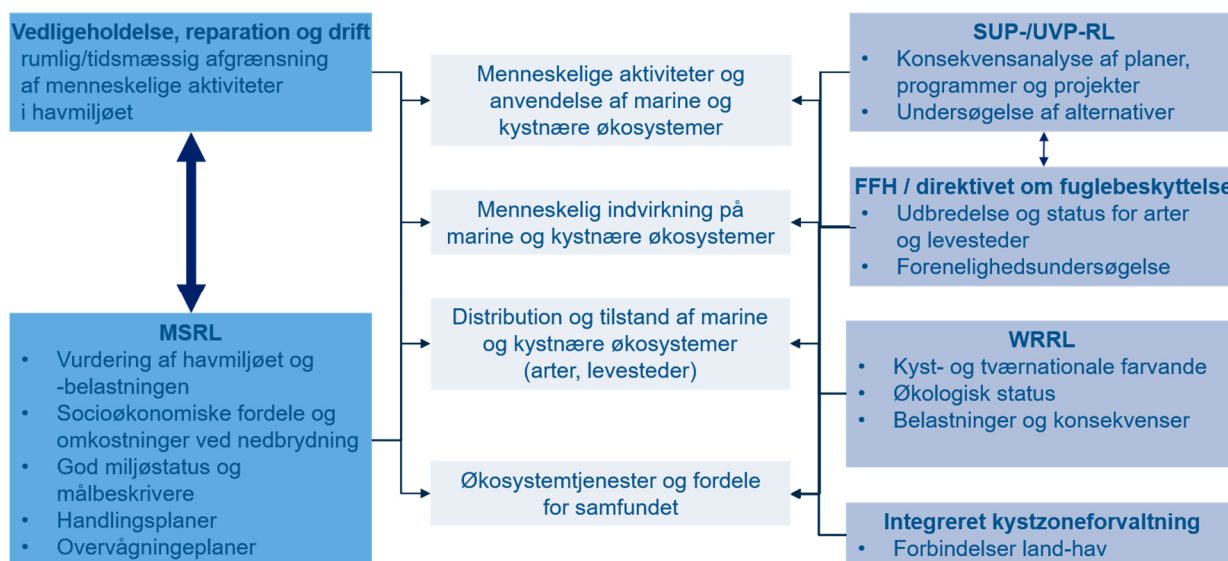 Vedligeholdelse, reparation og drift
rumlig/tidsmæssig afgrænsning
af menneskelige aktiviteter
i havmiljøet
MSRL
• Vurdering af havmiljøet og
-belastningen
• Socioøkonomiske fordele og
omkostninger ved nedbrydning
• God miljøstatus og
målbeskrivere
• Handlingsplaner
• Overvågningeplaner
Menneskelige aktiviteter og
anvendelse af marine og
kystnære økosystemer
Menneskelig indvirkning på
marine og kystnære økosystemer
Distribution og tilstand af marine
og kystnære økosystemer
(arter, levesteder)
Økosystemtjenester og fordele
for samfundet
SUP-/UVP-RL
• Konsekvensanalyse af planer,
programmer og projekter
• Undersøgelse af alternativer
FFH / direktivet om fuglebeskyttelse
• Udbredelse og status for arter
og levesteder
• Forenelighedsundersøgelse
WRRL
• Kyst- og tværnationale farvande
• Økologisk status
• Belastninger og konsekvenser
Integreret kystzoneforvaltning
• Forbindelser land-hav